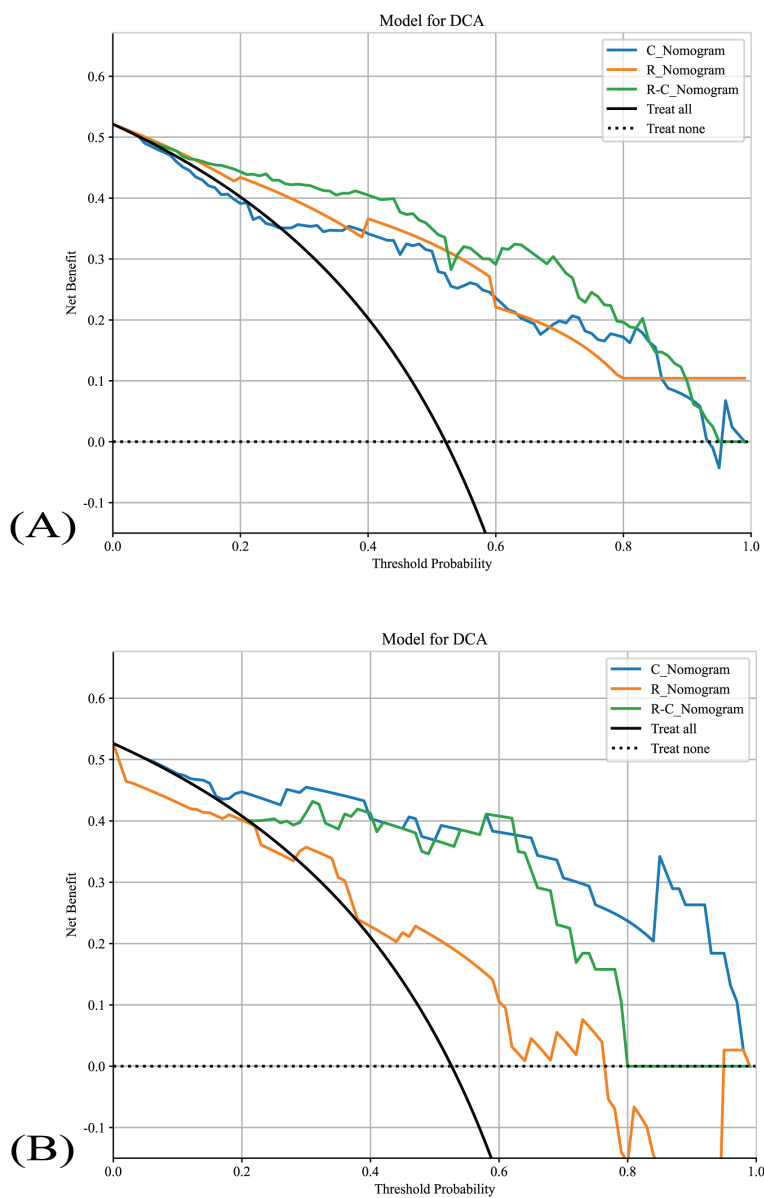 Model for DCA
C_Nomogram
R_Nomogram
R-C_Nomogram
Treat all
Treat none
0.6
0.5
0.4
0.3
0.2
0.1
0.0
-0.1
Net Benefit
(A)
0.0 0.2 0.4 0.6 0.8 1.0
Threshold Probability
Model for DCA
C_Nomogram
R_Nomogram
R-C_Nomogram
Treat all
Treat none
0.6
0.5
0.4
0.3
0.2
0.1
0.0
-0.1
Net Benefit
(B)
0.0 0.2 0.4 0.6 0.8 1.0
Threshold Probability